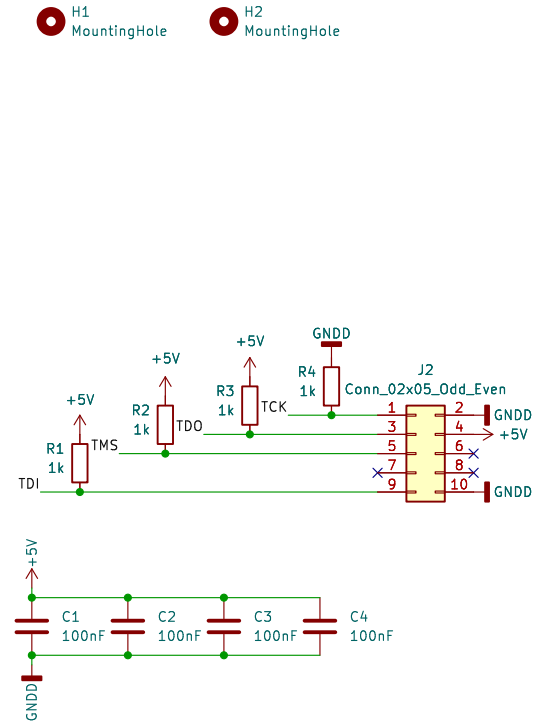 H1
MountingHole
H2
MountingHole
GNDD
+5V
+5V
+5V
R4
1k
R3
1k
R2
1k
R1
1k
TCK
TDO
TMS
TDI
J2
Conn_02x05_Odd_Even
1
2
GNDD
3
4
+5V
5
6
7
8
9
10
GNDD
+5V
C1
100nF
C2
100nF
C3
100nF
C4
100nF
GNDD